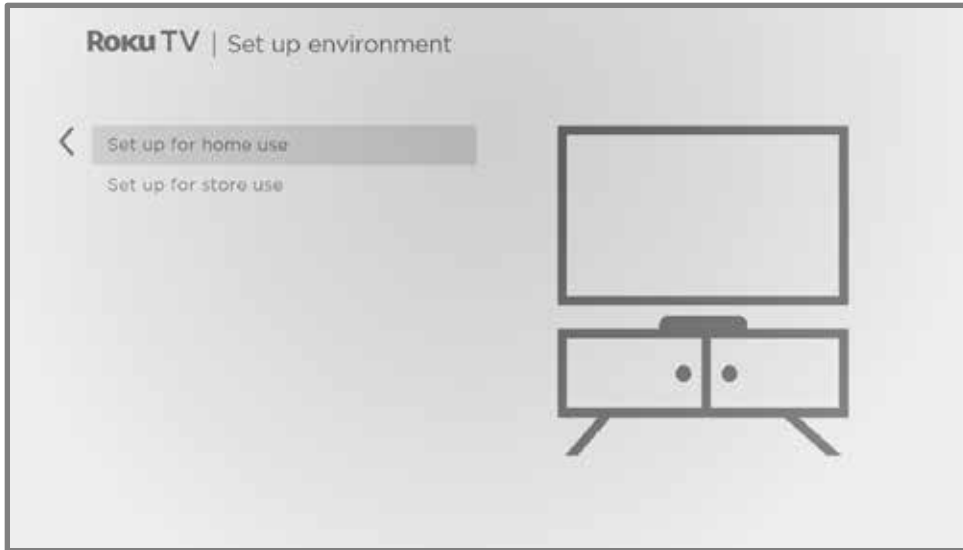 Roku TV | Set up environment
Set up for home use
Set up for store use